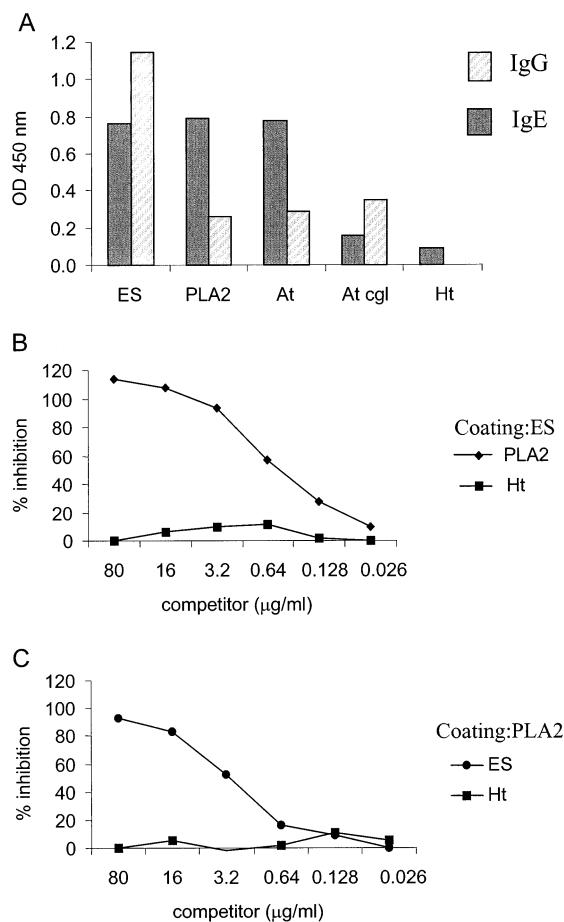 A
1.2
1.0
0.8
0.6
0.4
0.2
0.0
OD 450 nm
ES PLA2 At At cgl Ht
IgG
IgE
B
120
100
80
60
40
20
0
% inhibition
80 16 3.2 0.64 0.128 0.026
competitor (μg/ml)
Coating:ES
PLA2
Ht
C
120
100
80
60
40
20
0
% inhibition
80 16 3.2 0.64 0.128 0.026
competitor (μg/ml)
Coating:PLA2
ES
Ht